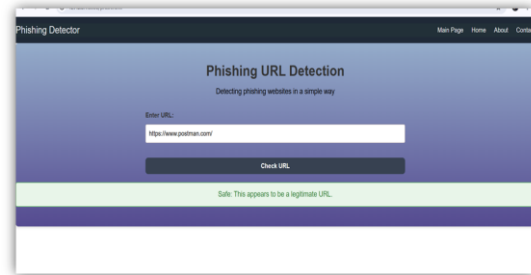 Phishing Detector
Main Page Home About
Phishing URL Detection
Detecting phishing websites in a simple way
Enter URL:
https://www.postman.com/
Check URL
Safe: This appears to be a legitimate URL.